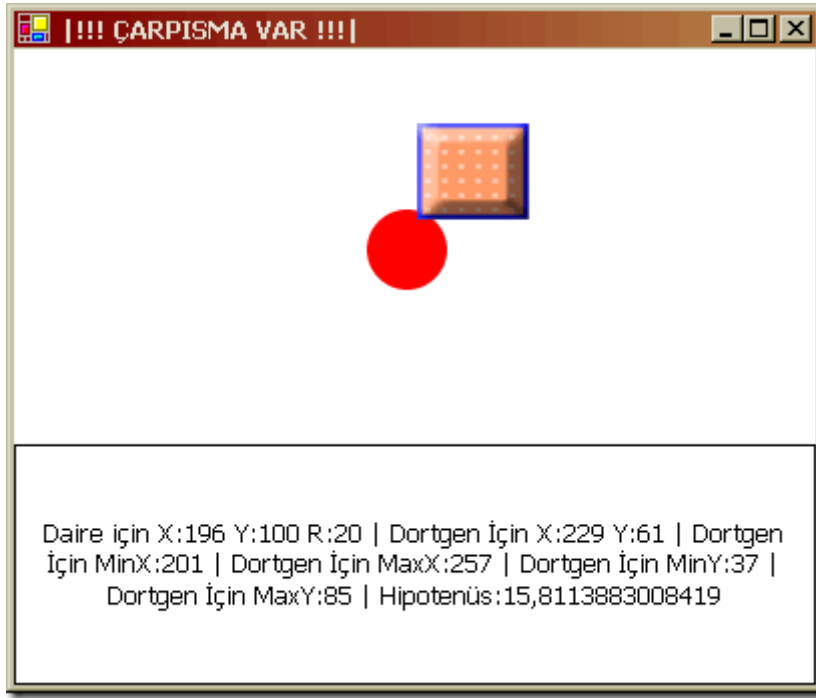 |!!! ÇARPISMA VAR !!!|
Daire için X:196 Y:100 R:20 | Dortgen İçin X:229 Y:61 | Dortgen
İçin MinX:201 | Dortgen İçin MaxX:257 | Dortgen İçin MinY:37 |
Dortgen İçin MaxY:85 | Hipotenüs:15,8113883008419